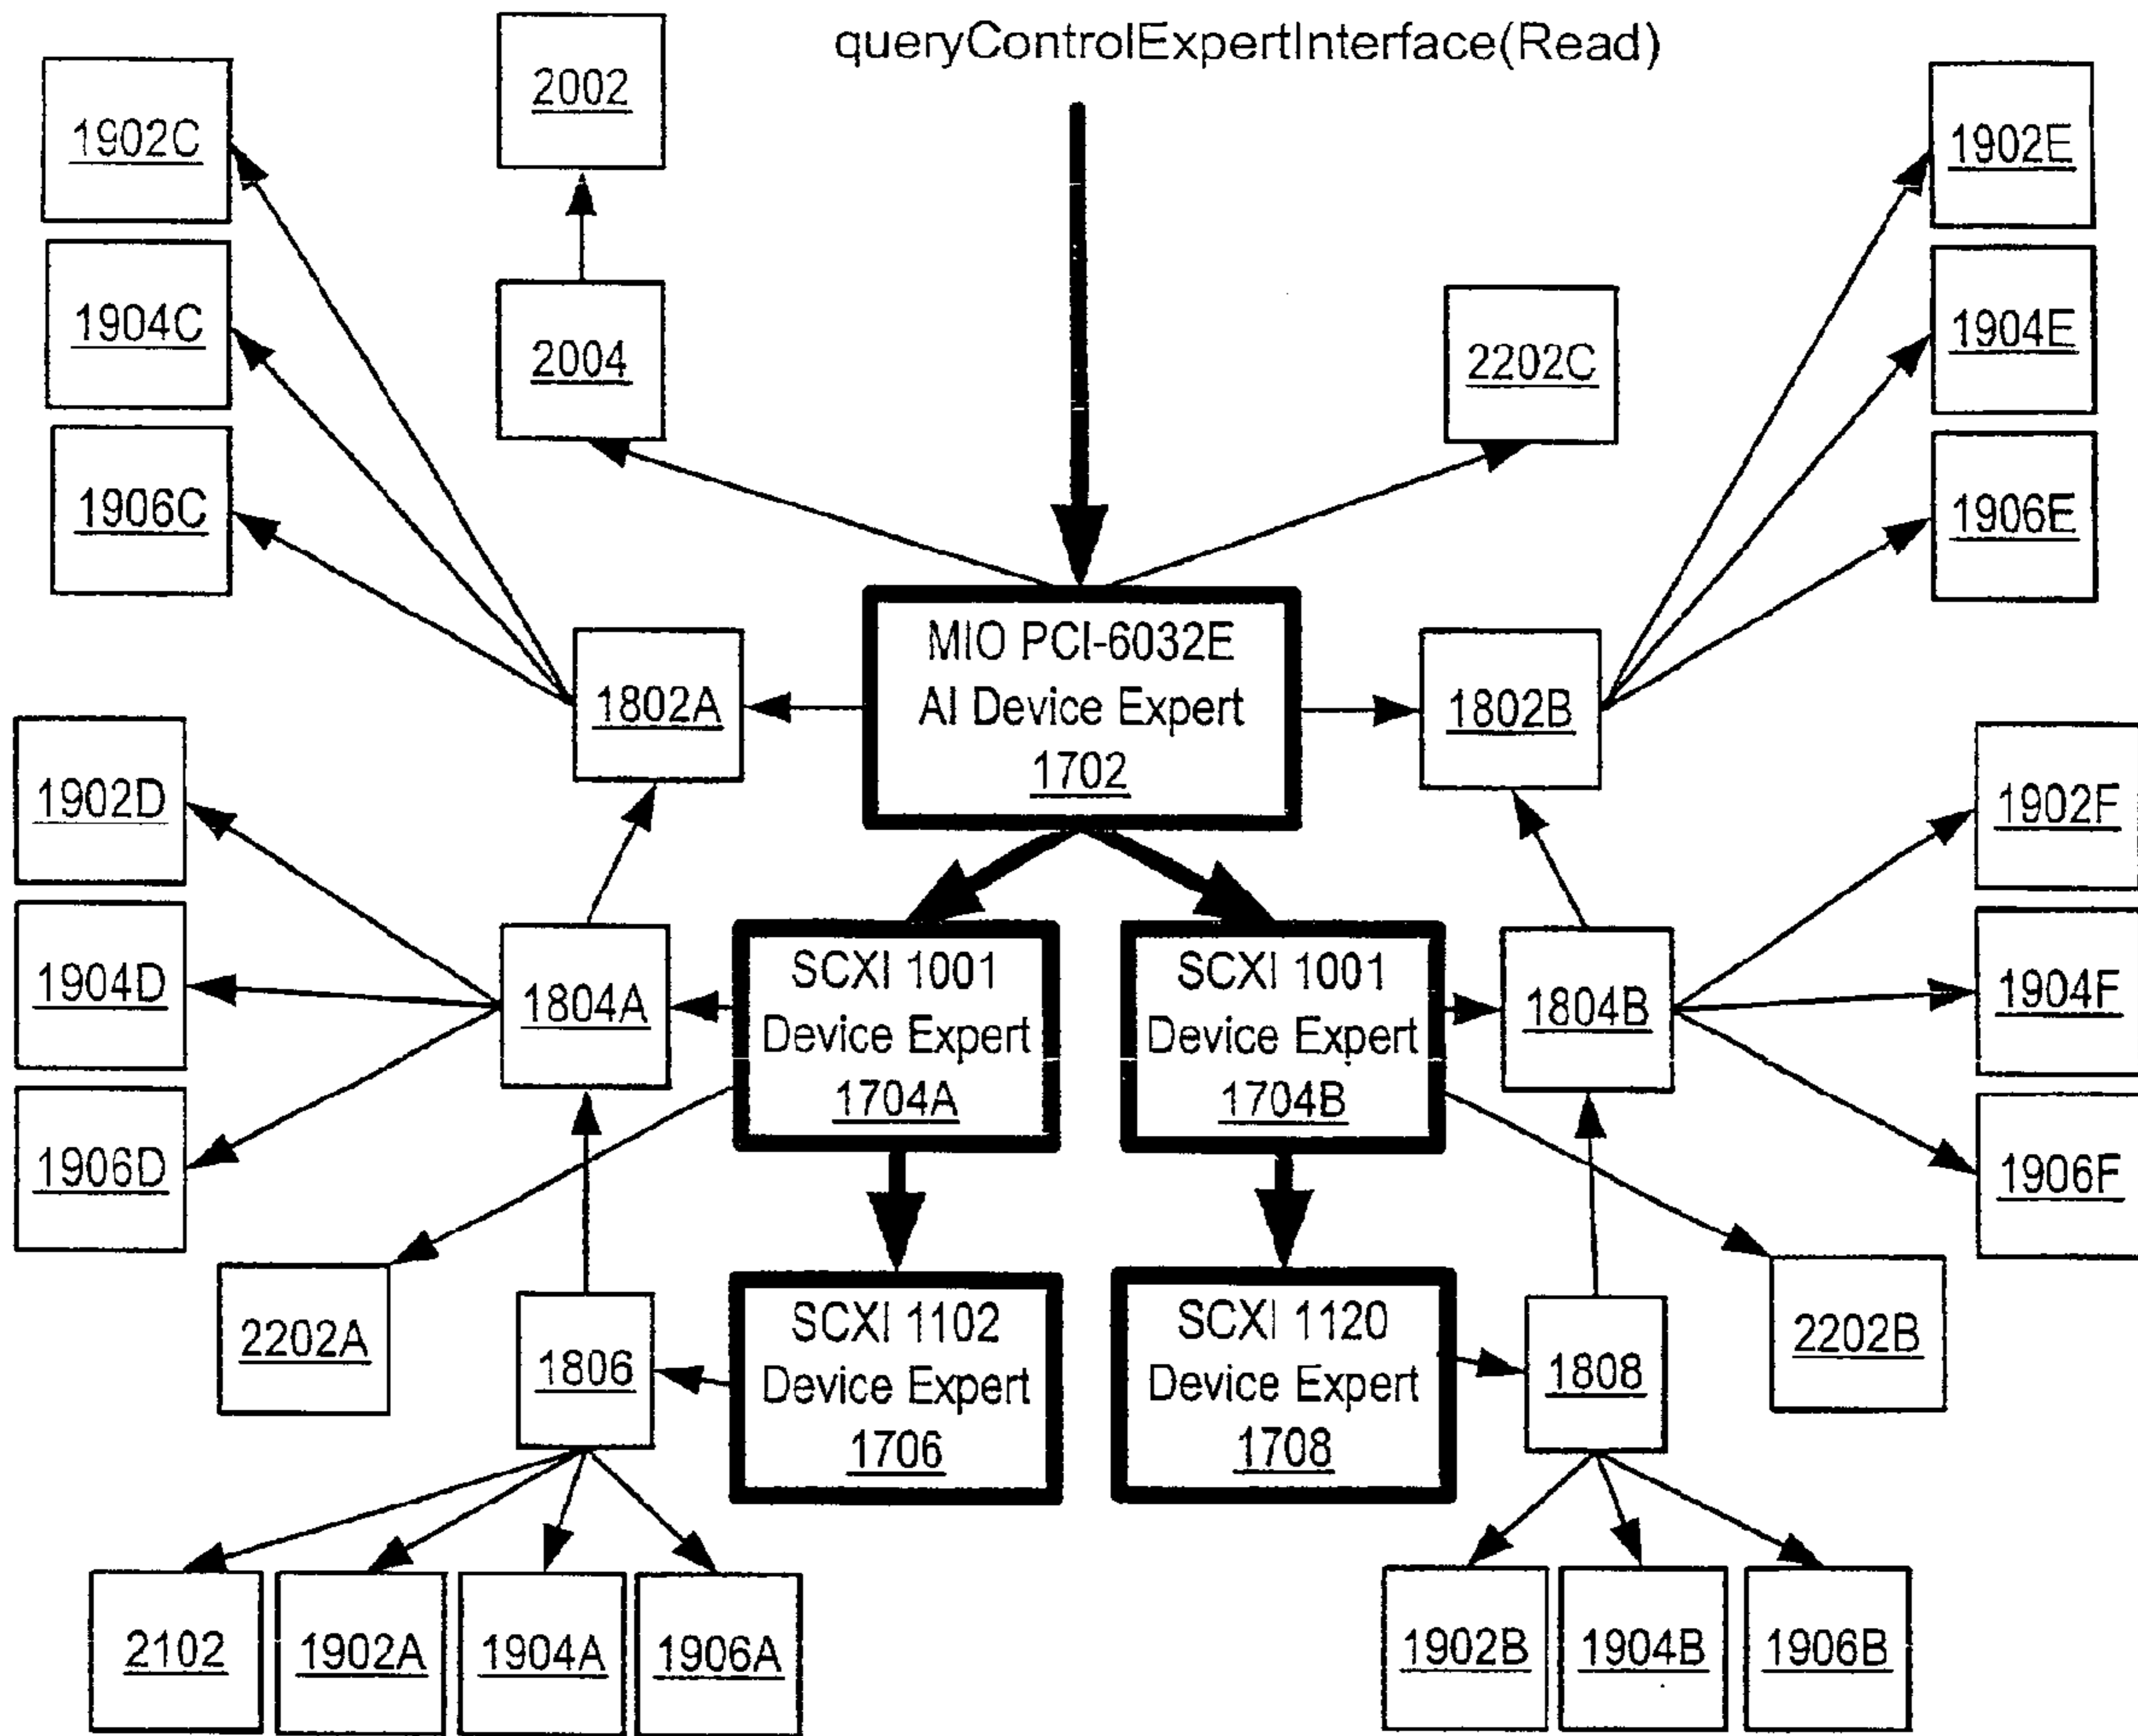 queryControlExpertInterface(Read)
2002
1902C
1902E
1904C
1904E
2004
2202C
1906C
1906E
MIO PCI-6032E
AI Device Expert
1702
1802A
1802B
1902D
1902F
SCXI 1001
Device Expert
1704A
SCXI 1001
Device Expert
1704B
1904D
1804A
1804B
1904F
1906D
1906F
2202A
1806
SCXI 1102
Device Expert
1706
SCXI 1120
Device Expert
1708
1808
2202B
2102
1902A
1904A
1906A
1902B
1904B
1906B